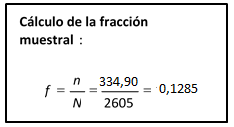 Cálculo de la fracción
muestral :
f = n/N = 334,90/2605 = 0,1285